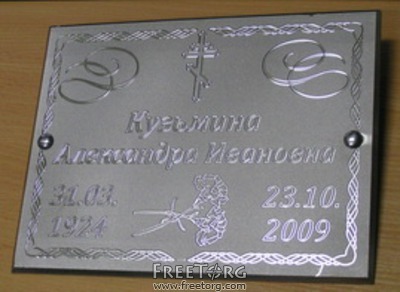 Кузьмина
Александра Ивановна
31.03. 23.10.
1924 2009
FREETORG
www.freetorg.com